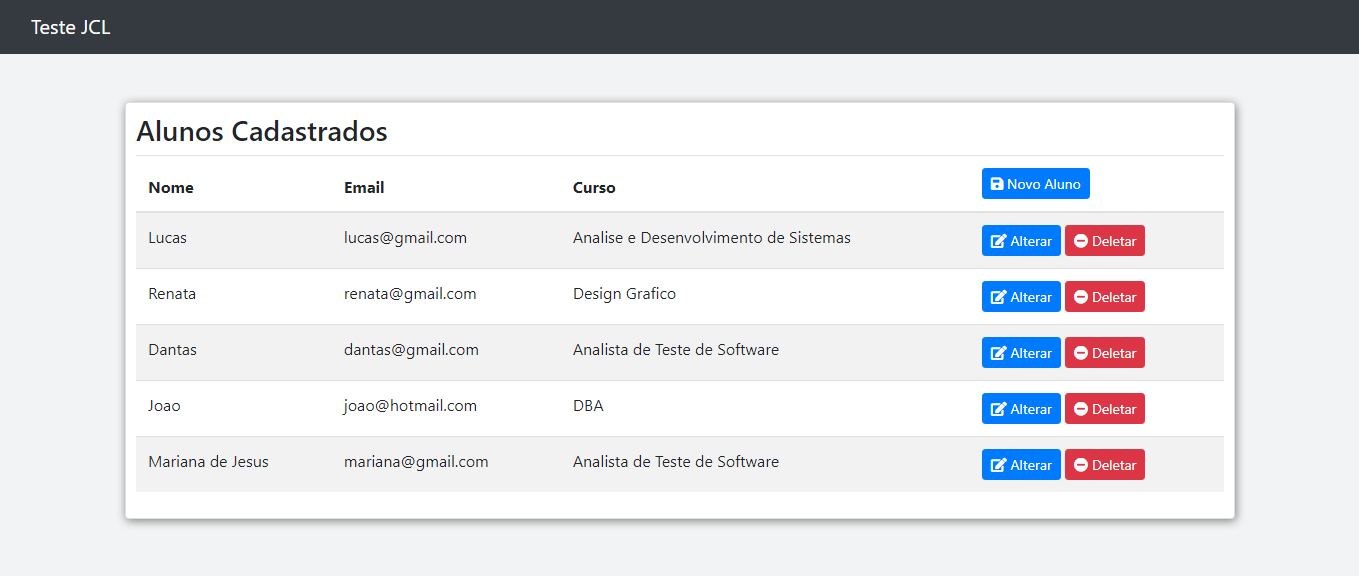 Teste JCL
Alunos Cadastrados
Nome Email Curso Novo Aluno
Lucas lucas@gmail.com Analise e Desenvolvimento de Sistemas Alterar Deletar
Renata renata@gmail.com Design Grafico Alterar Deletar
Dantas dantas@gmail.com Analista de Teste de Software Alterar Deletar
Joao joao@hotmail.com DBA Alterar Deletar
Mariana de Jesus mariana@gmail.com Analista de Teste de Software Alterar Deletar